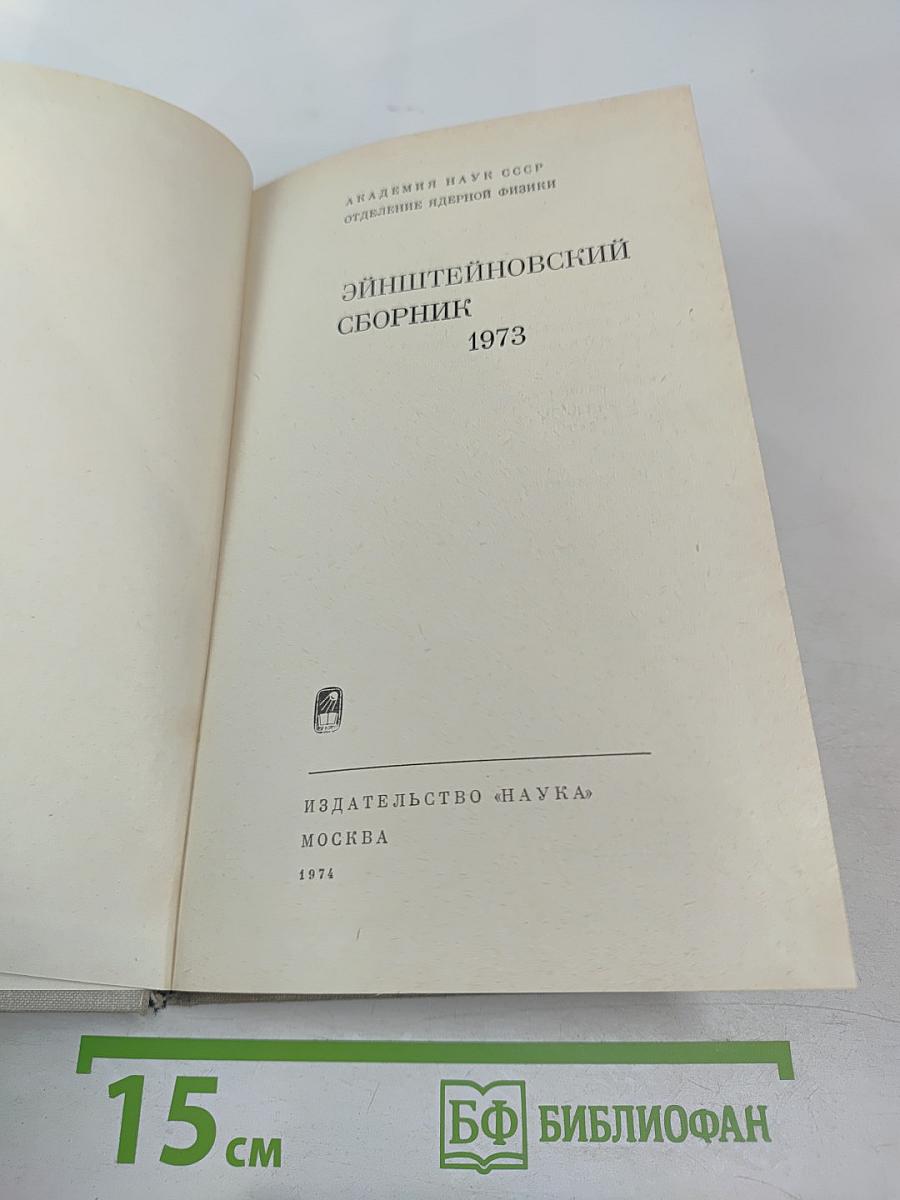 АКАДЕМИЯ НАУК СССР
ОТДЕЛЕНИЕ ЯДЕРНОЙ ФИЗИКИ
ЭЙНШТЕЙНОВСКИЙ
СБОРНИК
1973
ИЗДАТЕЛЬСТВО «НАУКА»
МОСКВА
1974
15 см
БФ БИБЛИОФАН